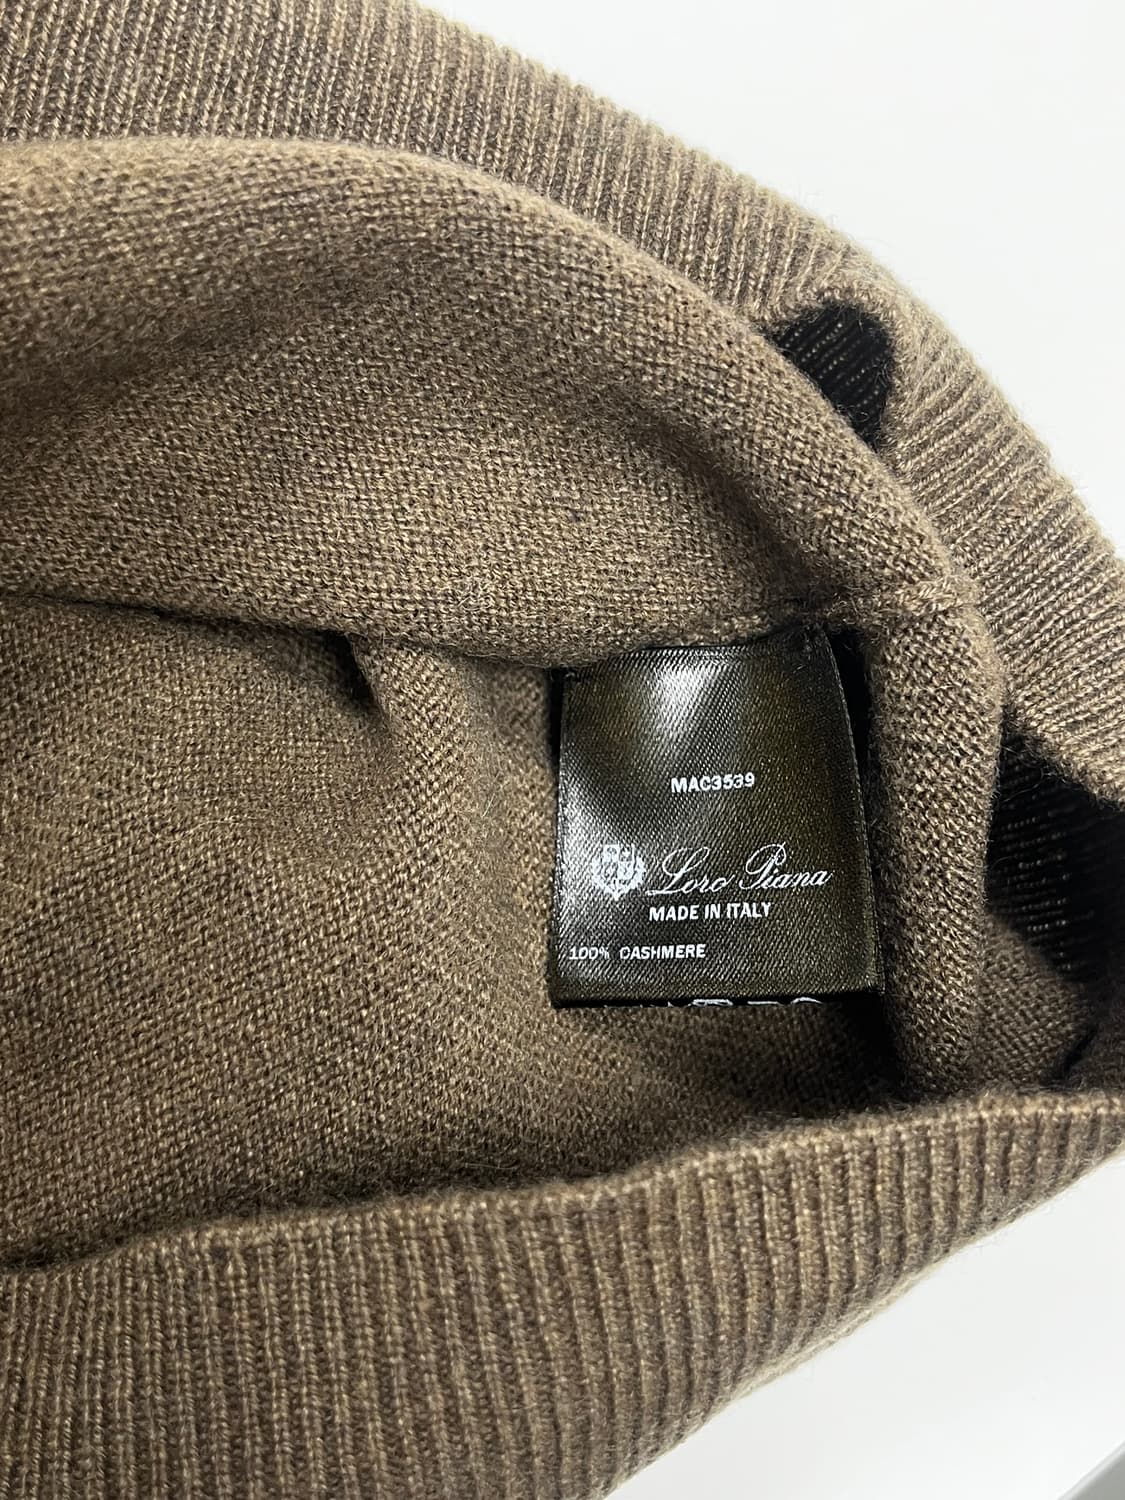 MAC3539
Loro Piana
MADE IN ITALY
100% CASHMERE